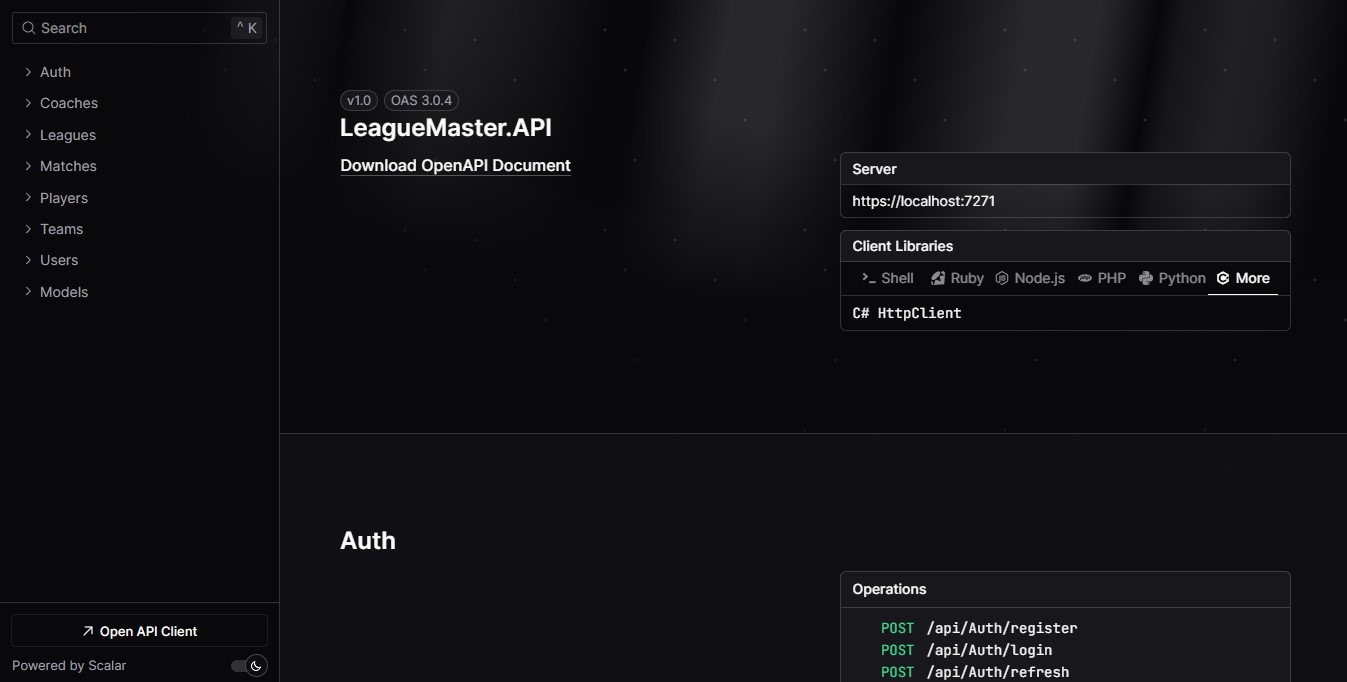 Search ^ K
Auth
Coaches
Leagues
Matches
Players
Teams
Users
Models
Open API Client
Powered by Scalar
v1.0 OAS 3.0.4
LeagueMaster.API
Download OpenAPI Document
Server
https://localhost:7271
Client Libraries
Shell Ruby Node.js PHP Python More
C# HttpClient
Auth
Operations
POST /api/Auth/register
POST /api/Auth/login
POST /api/Auth/refresh